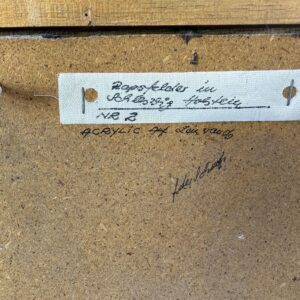 Rapsfelder in
Schleswig Holstein
NR 2
ACRYLIC Auf Leinwand